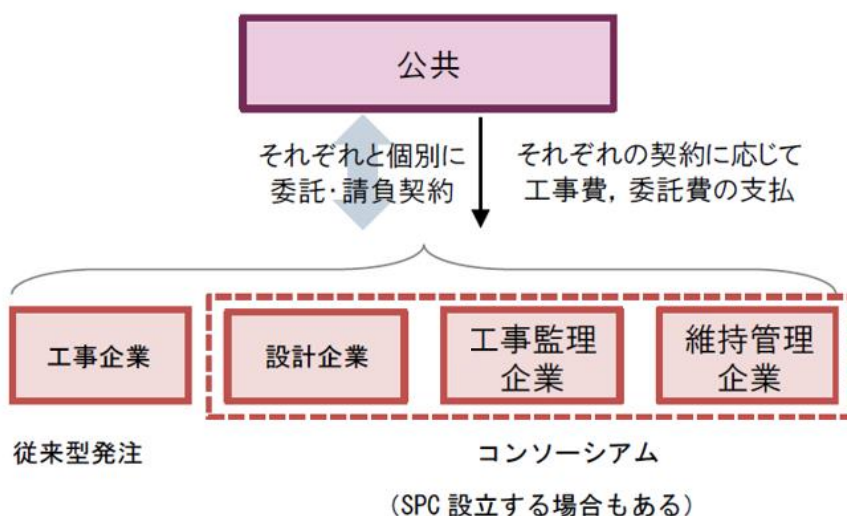 公共
それぞれと個別に
委託・請負契約
それぞれの契約に応じて
工事費，委託費の支払
工事企業
設計企業
工事監理
企業
維持管理
企業
従来型発注
コンソーシアム
（SPC 設立する場合もある）